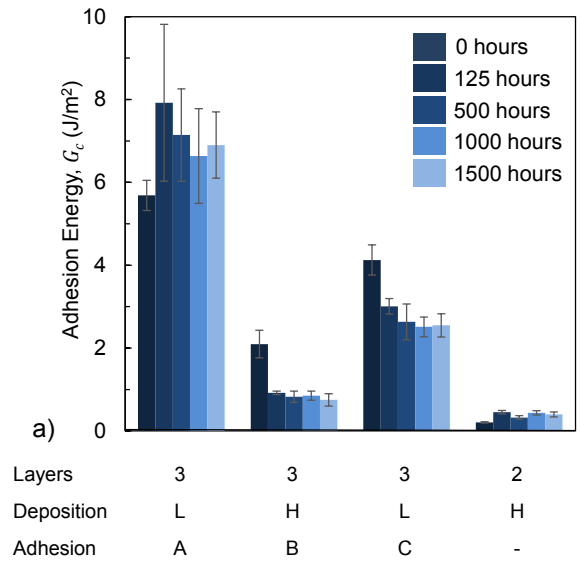 10
8
6
4
2
0
Adhesion Energy, G_c (J/m²)
0 hours
125 hours
500 hours
1000 hours
1500 hours
a)
Layers 3 3 3 2
Deposition L H L H
Adhesion A B C -